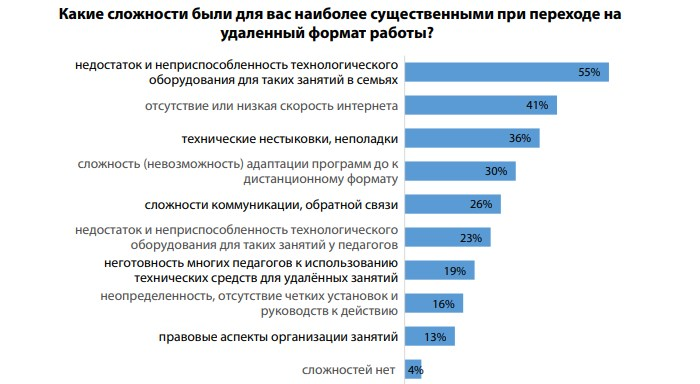 Какие сложности были для вас наиболее существенными при переходе на
удаленный формат работы?
недостаток и неприспособленность технологического
оборудования для таких занятий в семьях
55%
отсутствие или низкая скорость интернета
41%
технические нестыковки, неполадки
36%
сложность (невозможность) адаптации программ до к
дистанционному формату
30%
сложности коммуникации, обратной связи
26%
недостаток и неприспособленность технологического
оборудования для таких занятий у педагогов
23%
неготовность многих педагогов к использованию
технических средств для удалённых занятий
19%
неопределенность, отсутствие четких установок и
руководств к действию
16%
правовые аспекты организации занятий
13%
сложностей нет
4%